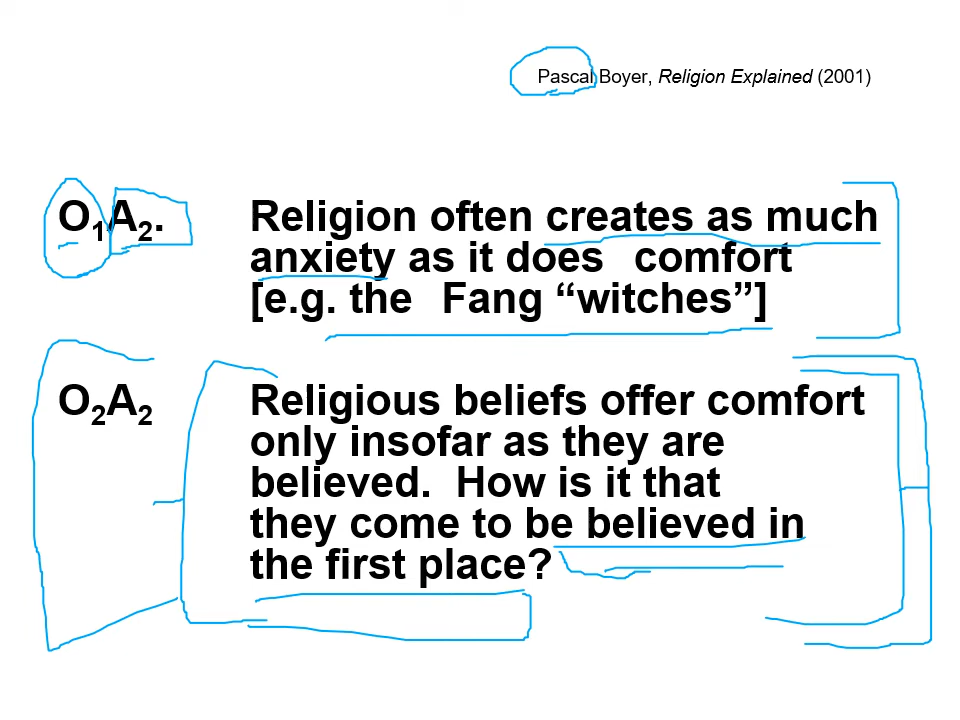 Pascal Boyer, Religion Explained (2001)
O₁A₂. Religion often creates as much
anxiety as it does comfort
[e.g. the Fang “witches”]
O₂A₂ Religious beliefs offer comfort
only insofar as they are
believed. How is it that
they come to be believed in
the first place?